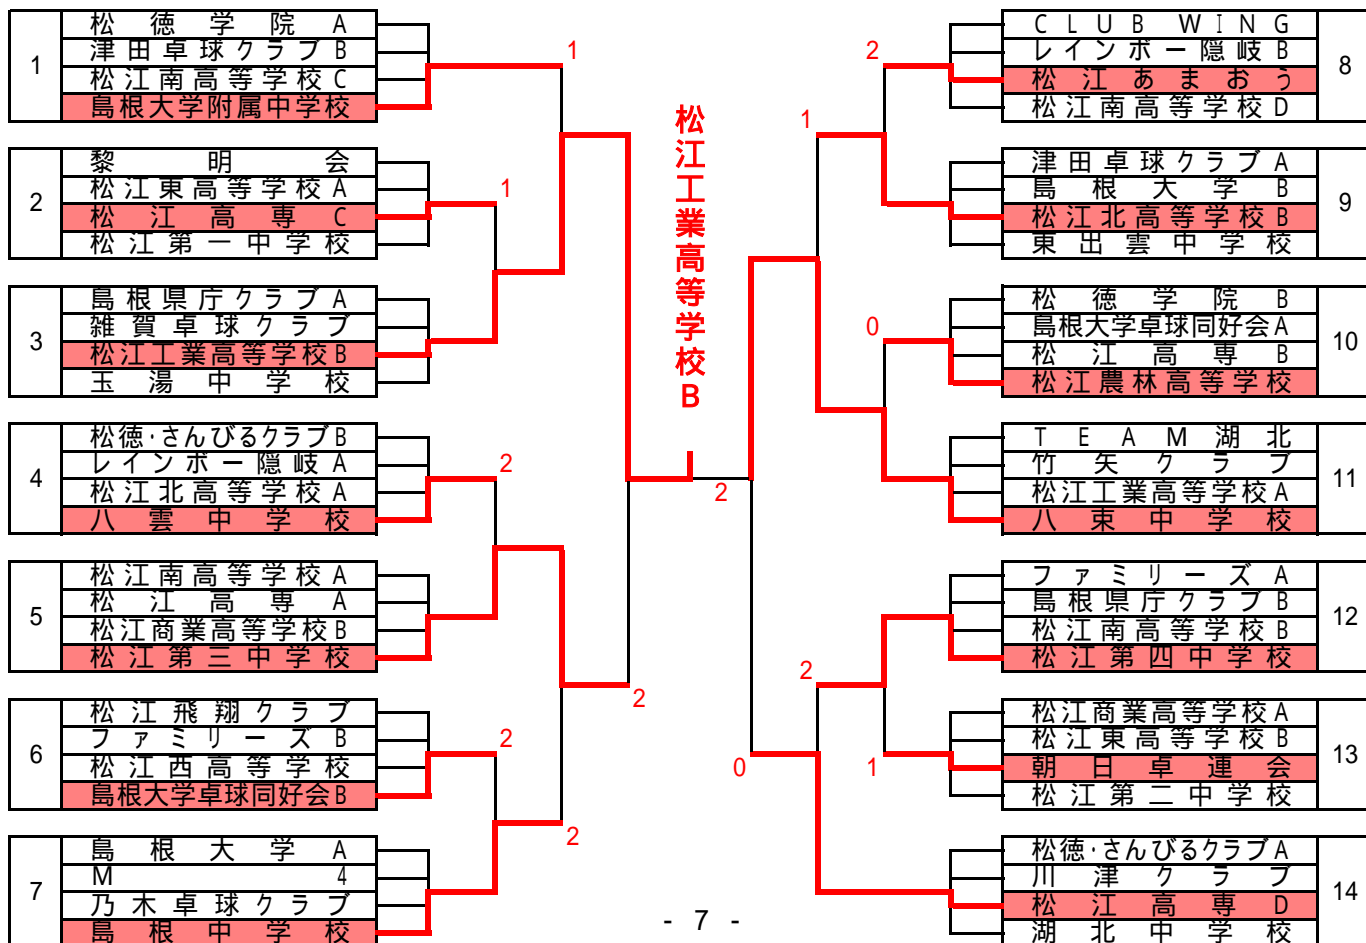 1
松徳学院A
津田卓球クラブB
松江南高等学校C
島根大学附属中学校
2
黎明会
松江東高等学校A
松江高専C
松江第一中学校
3
島根県庁クラブA
雑賀卓球クラブ
松江工業高等学校B
玉湯中学校
4
松徳・さんびるクラブB
レインボー隠岐A
松江北高等学校A
八雲中学校
5
松江南高等学校A
松江高専A
松江商業高等学校B
松江第三中学校
6
松江飛翔クラブ
ファミリーズB
松江西高等学校
島根大学卓球同好会B
7
島根大学A
M4
乃木卓球クラブ
島根中学校
1
1
2
2
2
2
松江工業高等学校B
2
2
1
0
2
1
0
CLUB WING
レインボー隠岐B
松江あまおう
松江南高等学校D
8
津田卓球クラブA
島根大学B
松江北高等学校B
東出雲中学校
9
松徳学院B
島根大学卓球同好会A
松江高専B
松江農林高等学校
10
TEAM湖北
竹矢クラブ
松江工業高等学校A
八束中学校
11
ファミリーズA
島根県庁クラブB
松江南高等学校B
松江第四中学校
12
松江商業高等学校A
松江東高等学校B
朝日卓連会
松江第二中学校
13
松徳・さんびるクラブA
川津クラブ
松江高専D
湖北中学校
14
- 7 -